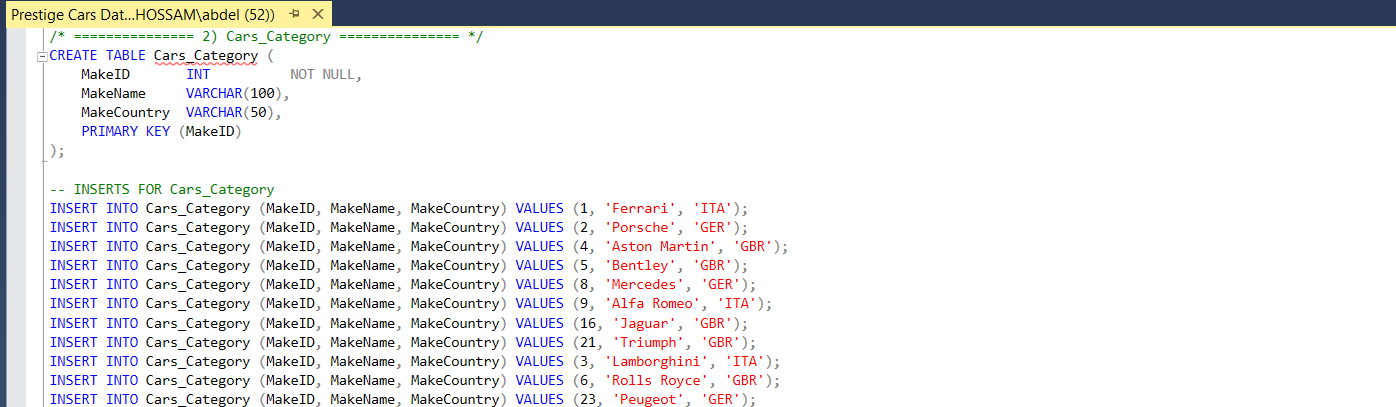 Prestige Cars Dat...HOSSAM\abdel (52))
/* =============== 2) Cars_Category =============== */
CREATE TABLE Cars_Category (
    MakeID       INT          NOT NULL,
    MakeName     VARCHAR(100),
    MakeCountry  VARCHAR(50),
    PRIMARY KEY (MakeID)
);
-- INSERTS FOR Cars_Category
INSERT INTO Cars_Category (MakeID, MakeName, MakeCountry) VALUES (1, 'Ferrari', 'ITA');
INSERT INTO Cars_Category (MakeID, MakeName, MakeCountry) VALUES (2, 'Porsche', 'GER');
INSERT INTO Cars_Category (MakeID, MakeName, MakeCountry) VALUES (4, 'Aston Martin', 'GBR');
INSERT INTO Cars_Category (MakeID, MakeName, MakeCountry) VALUES (5, 'Bentley', 'GBR');
INSERT INTO Cars_Category (MakeID, MakeName, MakeCountry) VALUES (8, 'Mercedes', 'GER');
INSERT INTO Cars_Category (MakeID, MakeName, MakeCountry) VALUES (9, 'Alfa Romeo', 'ITA');
INSERT INTO Cars_Category (MakeID, MakeName, MakeCountry) VALUES (16, 'Jaguar', 'GBR');
INSERT INTO Cars_Category (MakeID, MakeName, MakeCountry) VALUES (21, 'Triumph', 'GBR');
INSERT INTO Cars_Category (MakeID, MakeName, MakeCountry) VALUES (3, 'Lamborghini', 'ITA');
INSERT INTO Cars_Category (MakeID, MakeName, MakeCountry) VALUES (6, 'Rolls Royce', 'GBR');
INSERT INTO Cars_Category (MakeID, MakeName, MakeCountry) VALUES (23, 'Peugeot', 'GER');